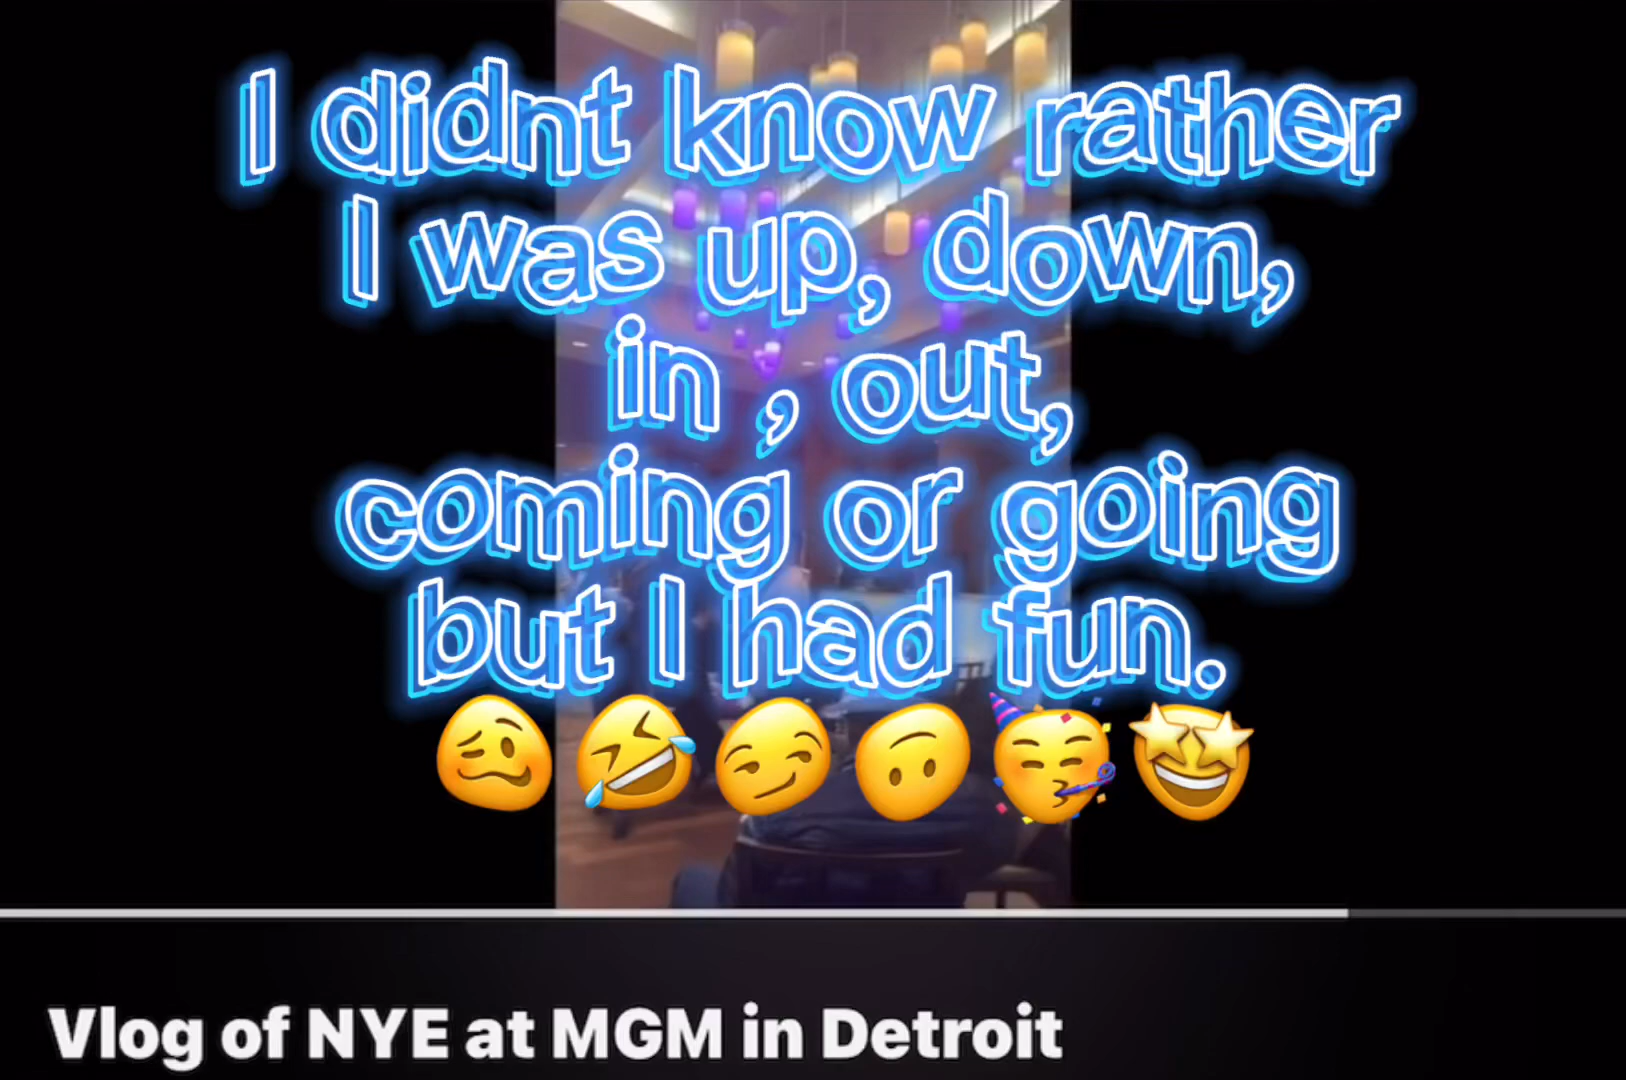 I didnt know rather
I was up, down,
in , out,
coming or going
but I had fun.
🥴🤣😏🙃🥳🤩
Vlog of NYE at MGM in Detroit